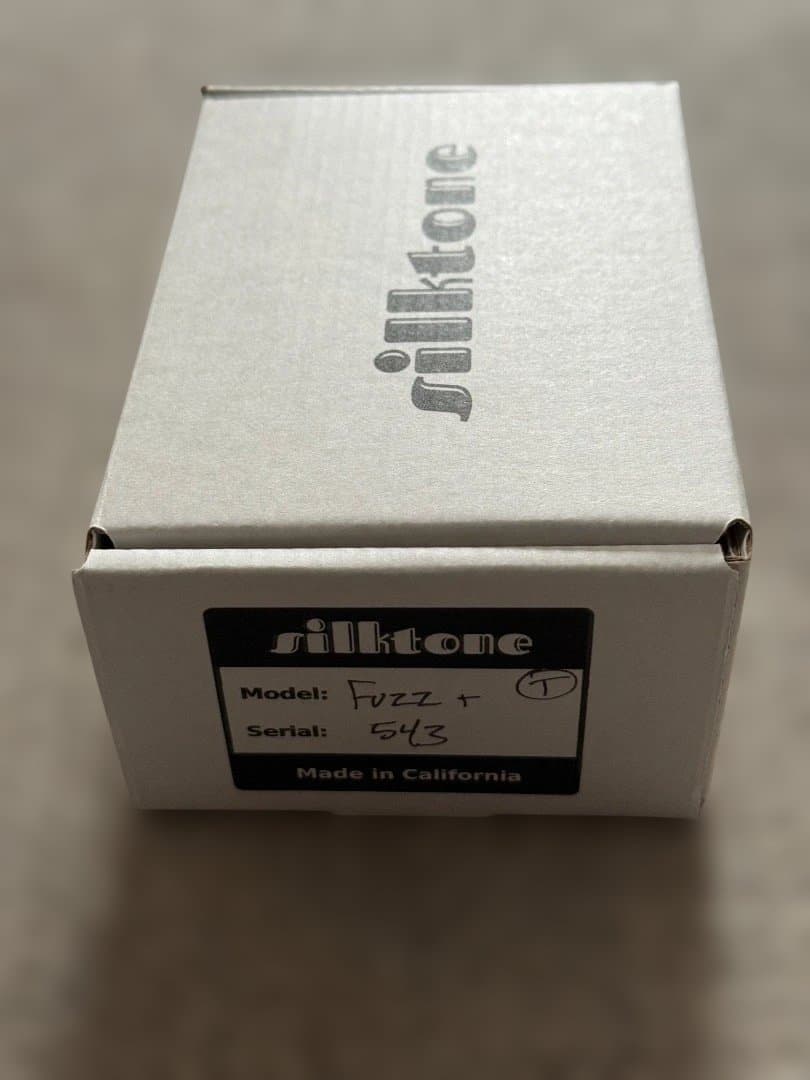 silktone
silktone
Model: Fuzz + T
Serial: 543
Made in California